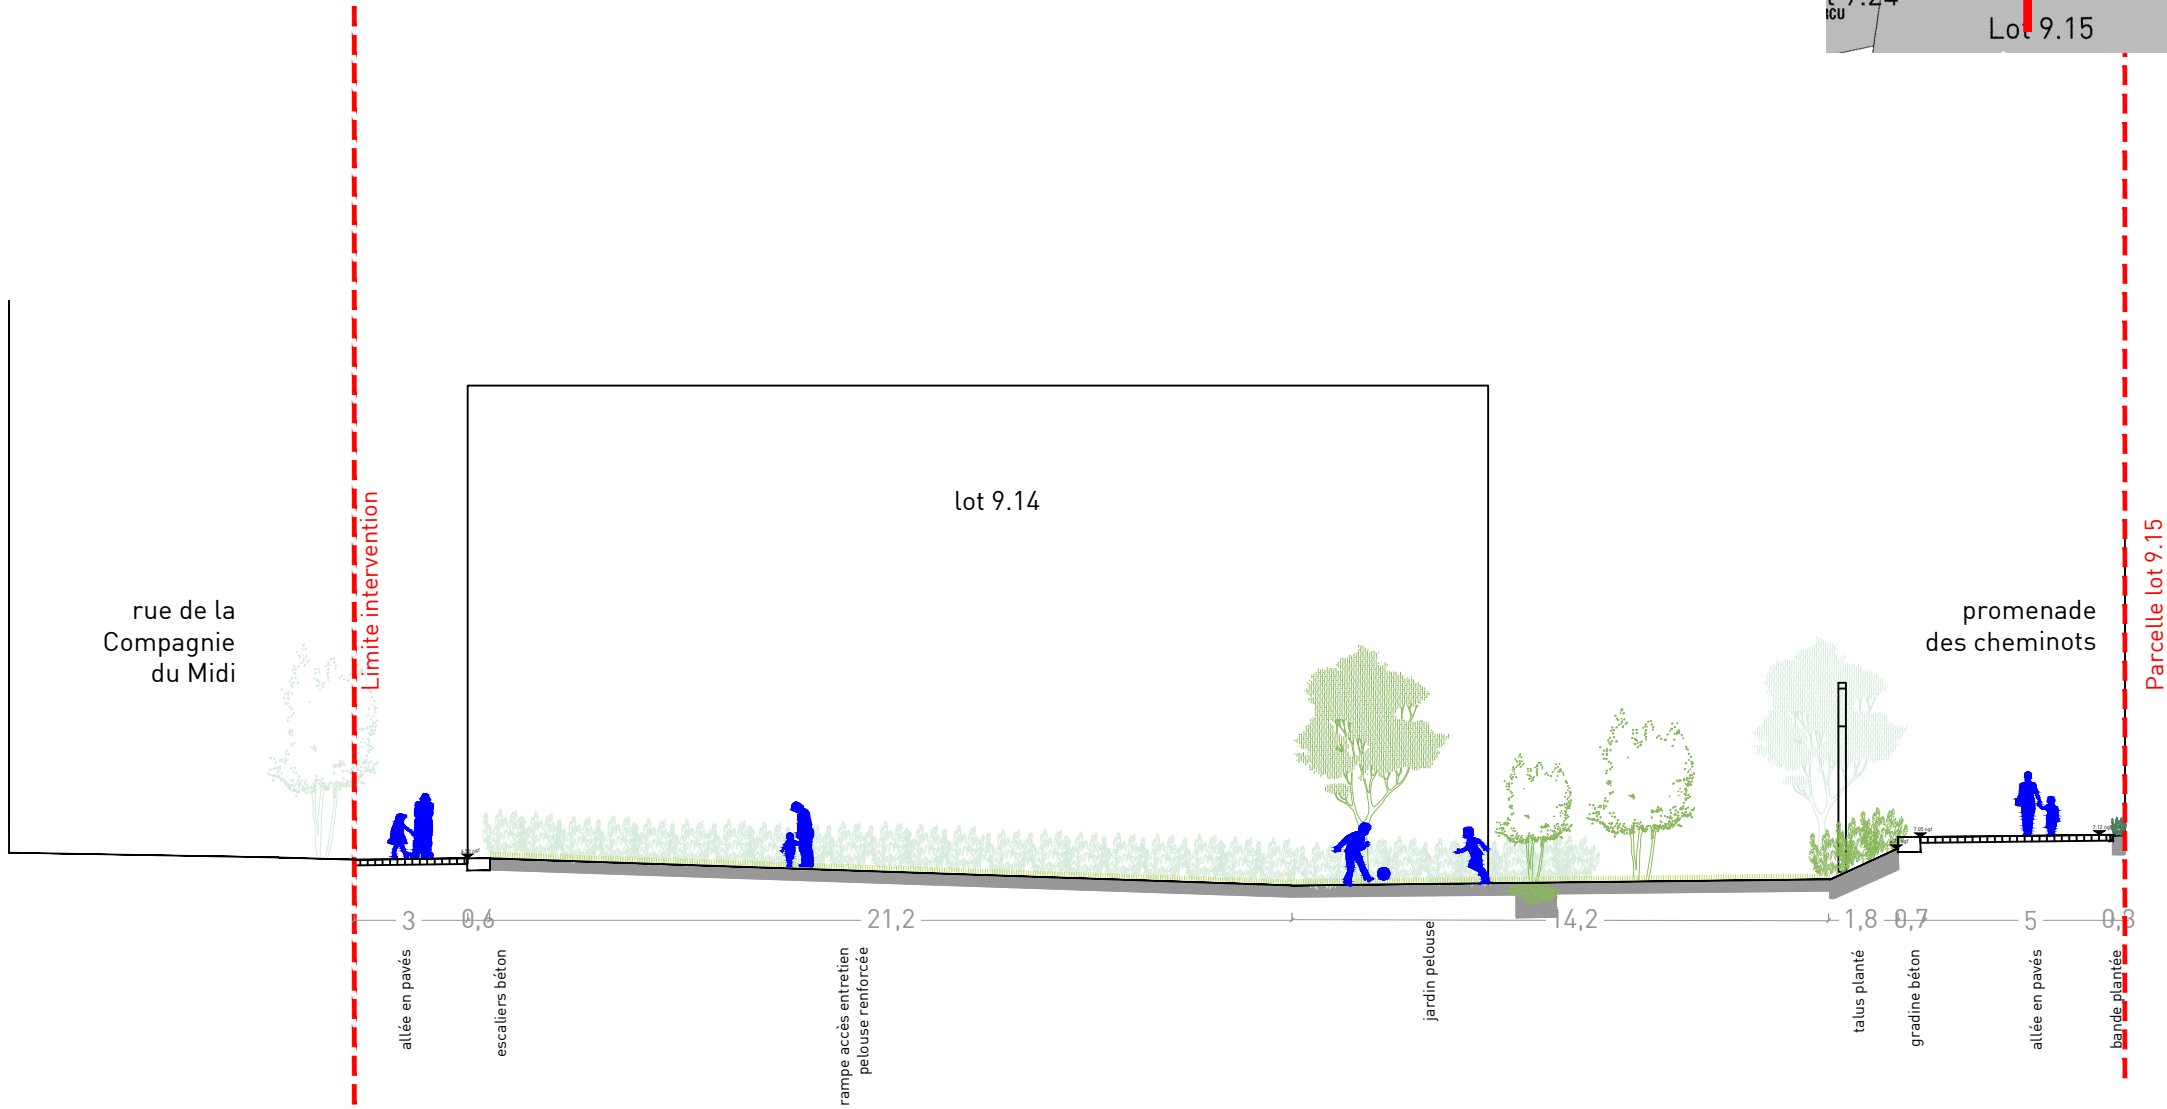 Lot 9.15
lot 9.14
Limite intervention
Parcelle lot 9.15
rue de la
Compagnie
du Midi
promenade
des cheminots
3
0,6
21,2
14,2
1,8
0,7
5
allée en pavés
escaliers béton
rampe accès entretien
pelouse renforcée
jardin pelouse
talus planté
gradine béton
allée en pavés
bande plantée